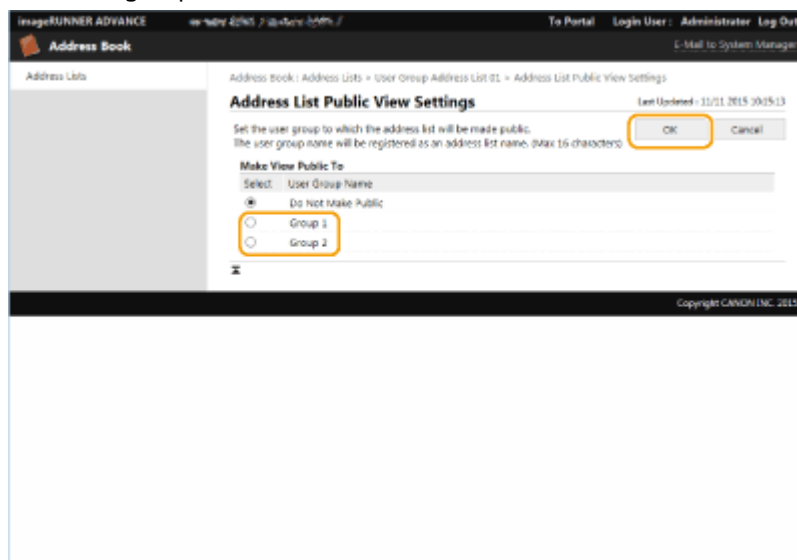 imageRUNNER ADVANCE To Portal Login User : Administrator Log Out
Address Book E-Mail to System Manager
Address Lists
Address Book : Address Lists > User Group Address List 01 > Address List Public View Settings
Address List Public View Settings Last Updated : 11/11 2015 10:15:13
Set the user group to which the address list will be made public.
The user group name will be registered as an address list name. (Max 16 characters)
OK Cancel
Make View Public To
Select User Group Name
Do Not Make Public
Group 1
Group 2
Copyright CANON INC. 2015